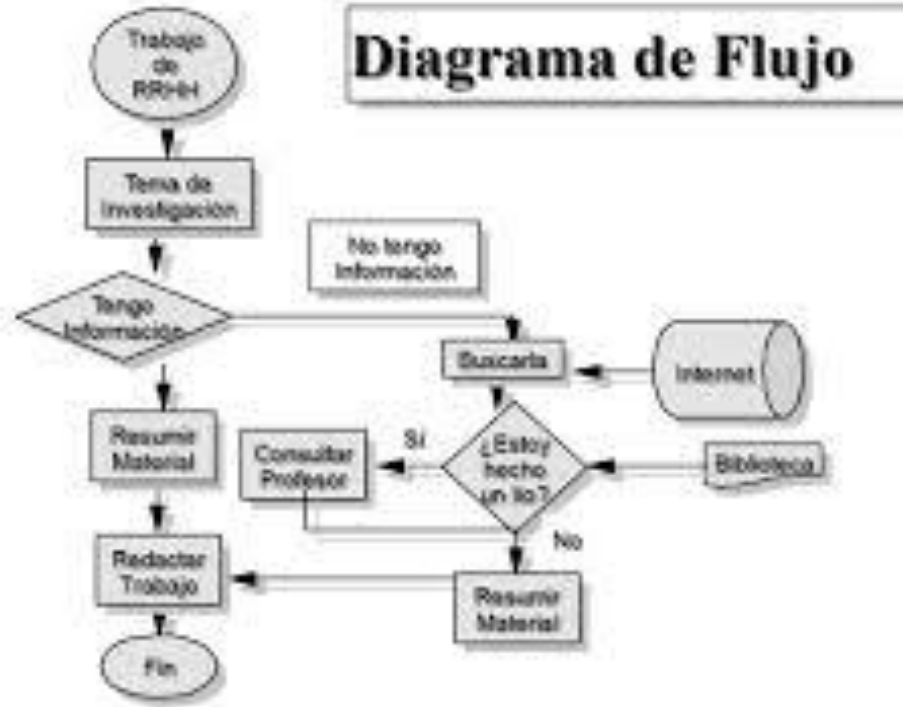 Diagrama de Flujo
Trabajo
de
RRHH
Tema de
Investigación
No tengo
Información
Tengo
Información
Buscarla
Internet
Resumir
Material
Consultar
Profesor
Sí
¿Estoy
hecho
un lio?
Biblioteca
No
Redactar
Trabajo
Resumir
Material
Fin